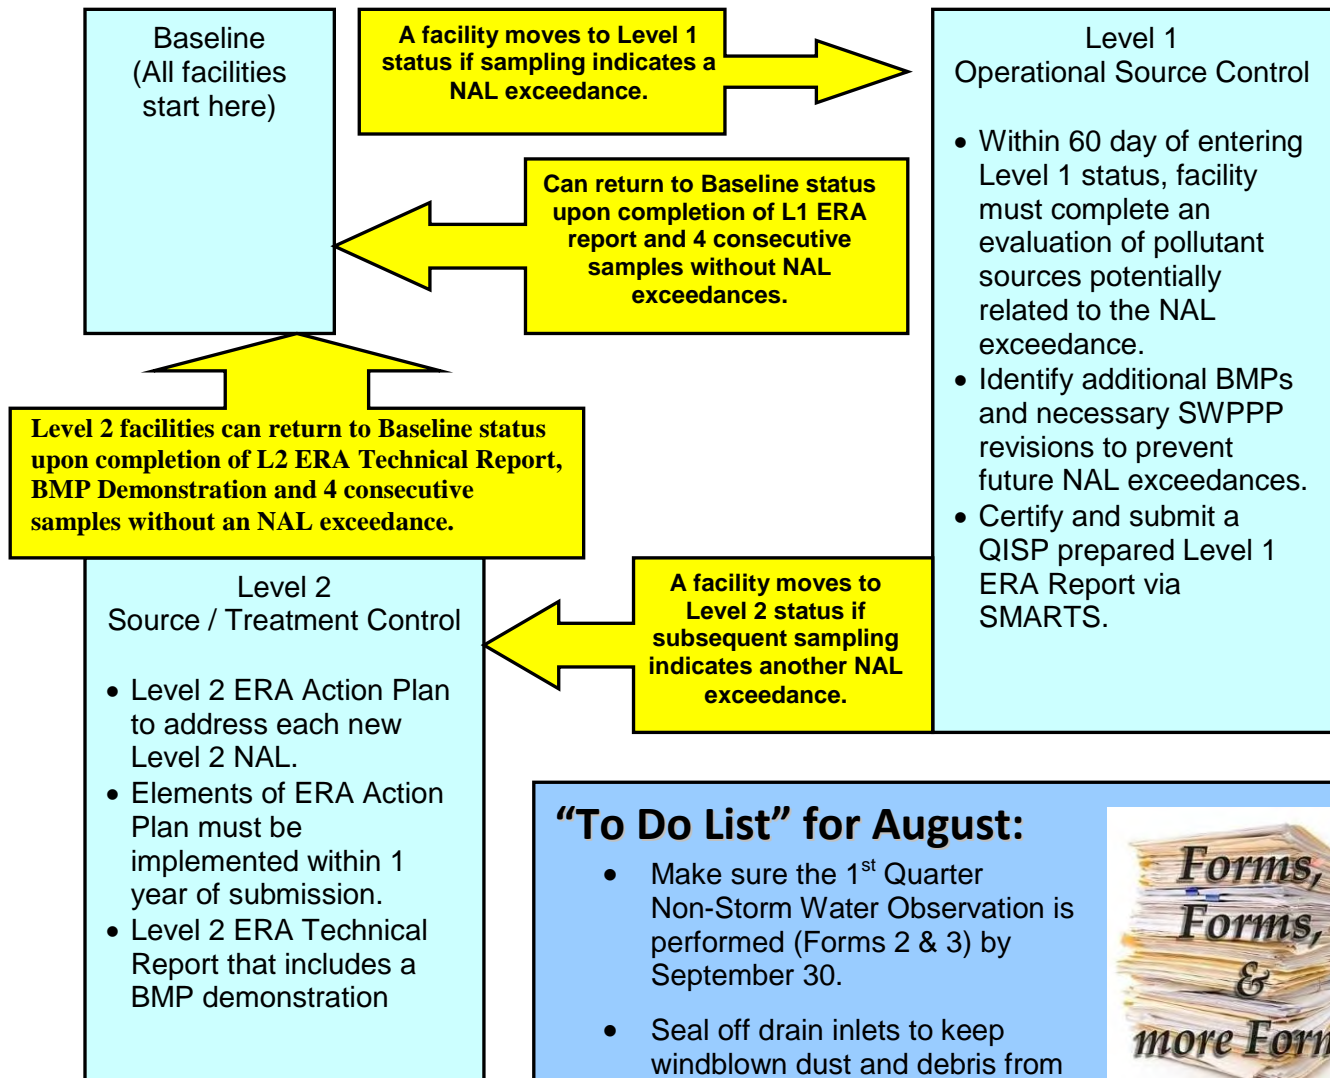 Baseline
(All facilities
start here)
A facility moves to Level 1
status if sampling indicates a
NAL exceedance.
Level 1
Operational Source Control
• Within 60 day of entering
Level 1 status, facility
must complete an
evaluation of pollutant
sources potentially
related to the NAL
exceedance.
• Identify additional BMPs
and necessary SWPPP
revisions to prevent
future NAL exceedances.
• Certify and submit a
QISP prepared Level 1
ERA Report via
SMARTS.
Can return to Baseline status
upon completion of L1 ERA
report and 4 consecutive
samples without NAL
exceedances.
Level 2 facilities can return to Baseline status
upon completion of L2 ERA Technical Report,
BMP Demonstration and 4 consecutive
samples without an NAL exceedance.
A facility moves to
Level 2 status if
subsequent sampling
indicates another NAL
exceedance.
Level 2
Source / Treatment Control
• Level 2 ERA Action Plan
to address each new
Level 2 NAL.
• Elements of ERA Action
Plan must be
implemented within 1
year of submission.
• Level 2 ERA Technical
Report that includes a
BMP demonstration
“To Do List” for August:
• Make sure the 1st Quarter
Non-Storm Water Observation is
performed (Forms 2 & 3) by
September 30.
• Seal off drain inlets to keep
windblown dust and debris from
Forms,
Forms,
&
more Form